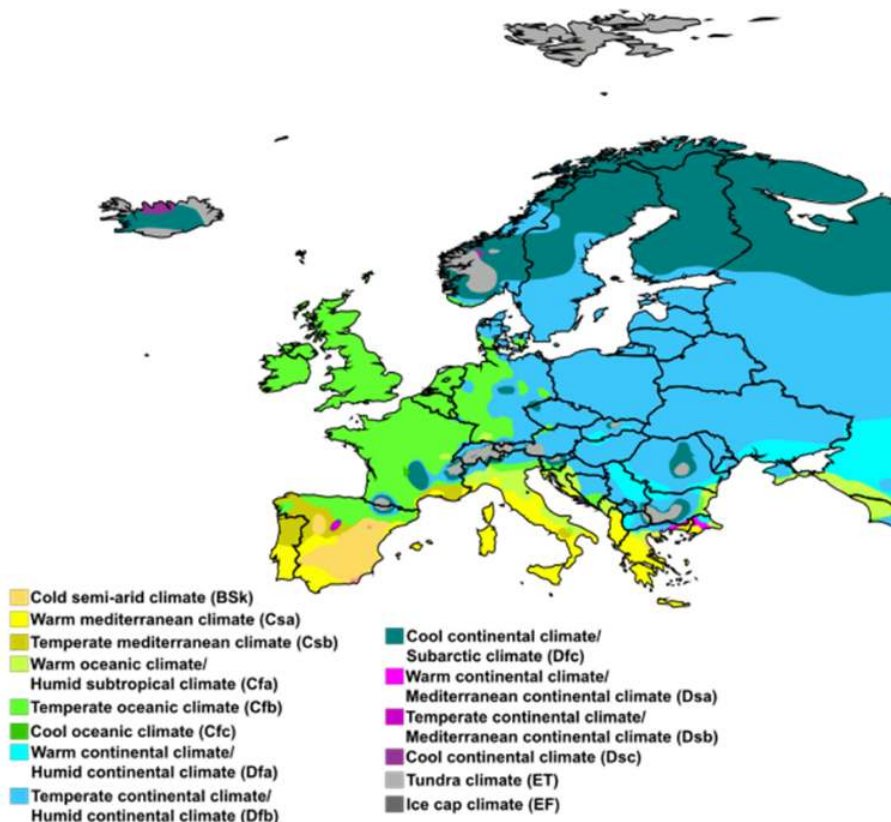 Cold semi-arid climate (BSk)
Warm mediterranean climate (Csa)
Temperate mediterranean climate (Csb)
Warm oceanic climate/
Humid subtropical climate (Cfa)
Temperate oceanic climate (Cfb)
Cool oceanic climate (Cfc)
Warm continental climate/
Humid continental climate (Dfa)
Temperate continental climate/
Humid continental climate (Dfb)
Cool continental climate/
Subarctic climate (Dfc)
Warm continental climate/
Mediterranean continental climate (Dsa)
Temperate continental climate/
Mediterranean continental climate (Dsb)
Cool continental climate (Dsc)
Tundra climate (ET)
Ice cap climate (EF)